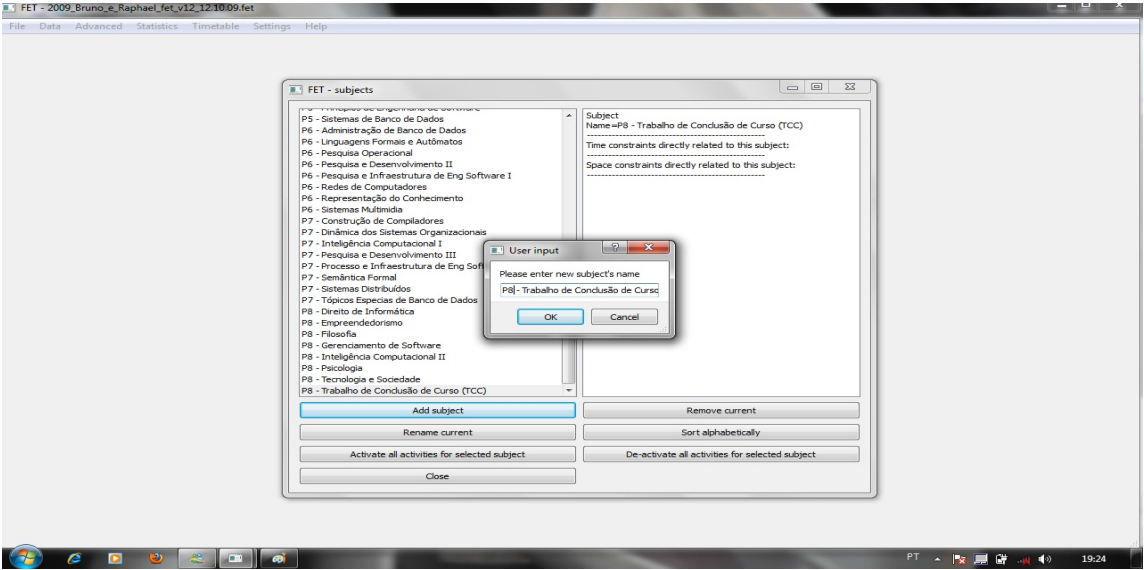 FET - 2009_Bruno_e_Raphael_fet_v12_12.10.09.fet
File Data Advanced Statistics Timetable Settings Help
FET - subjects
P5 - Princípios de Engenharia de Software
P5 - Sistemas de Banco de Dados
P6 - Administração de Banco de Dados
P6 - Linguagens Formais e Autômatos
P6 - Pesquisa Operacional
P6 - Pesquisa e Desenvolvimento II
P6 - Pesquisa e Infraestrutura de Eng Software I
P6 - Redes de Computadores
P6 - Representação do Conhecimento
P6 - Sistemas Multimidia
P7 - Construção de Compiladores
P7 - Dinâmica dos Sistemas Organizacionais
P7 - Inteligência Computacional I
P7 - Pesquisa e Desenvolvimento III
P7 - Processo e Infraestrutura de Eng Soft
P7 - Semântica Formal
P7 - Sistemas Distribuídos
P7 - Tópicos Especias de Banco de Dados
P8 - Direito de Informática
P8 - Empreendedorismo
P8 - Filosofia
P8 - Gerenciamento de Software
P8 - Inteligência Computacional II
P8 - Psicologia
P8 - Tecnologia e Sociedade
P8 - Trabalho de Conclusão de Curso (TCC)
Subject
Name=P8 - Trabalho de Conclusão de Curso (TCC)
Time constraints directly related to this subject:
Space constraints directly related to this subject:
User input
Please enter new subject's name
P8 - Trabalho de Conclusão de Curso
OK Cancel
Add subject Remove current
Rename current Sort alphabetically
Activate all activities for selected subject De-activate all activities for selected subject
Close
PT 19:24